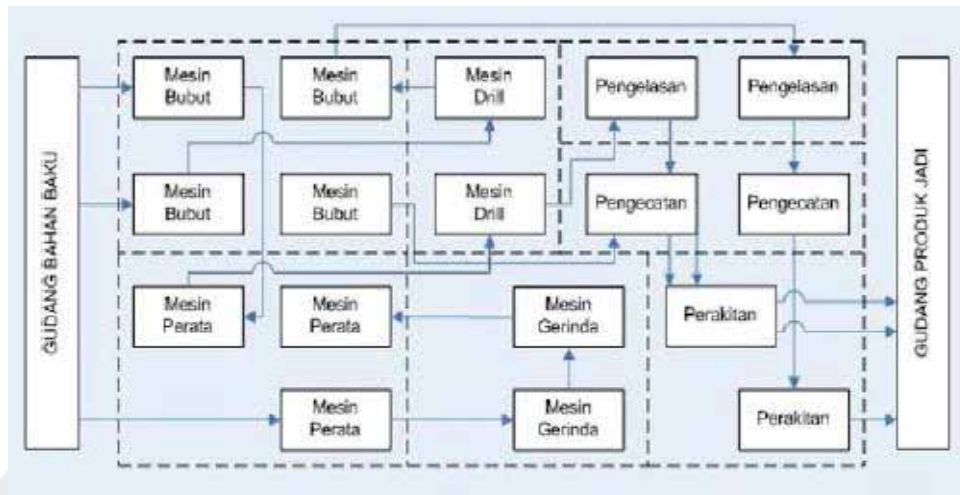 GUDANG BAHAN BAKU
Mesin
Bubut
Mesin
Bubut
Mesin
Drill
Pengelasan
Pengelasan
Mesin
Bubut
Mesin
Bubut
Mesin
Drill
Pengecatan
Pengecatan
Mesin
Perata
Mesin
Perata
Mesin
Gerinda
Perakitan
Mesin
Perata
Mesin
Gerinda
Perakitan
GUDANG PRODUK JADI